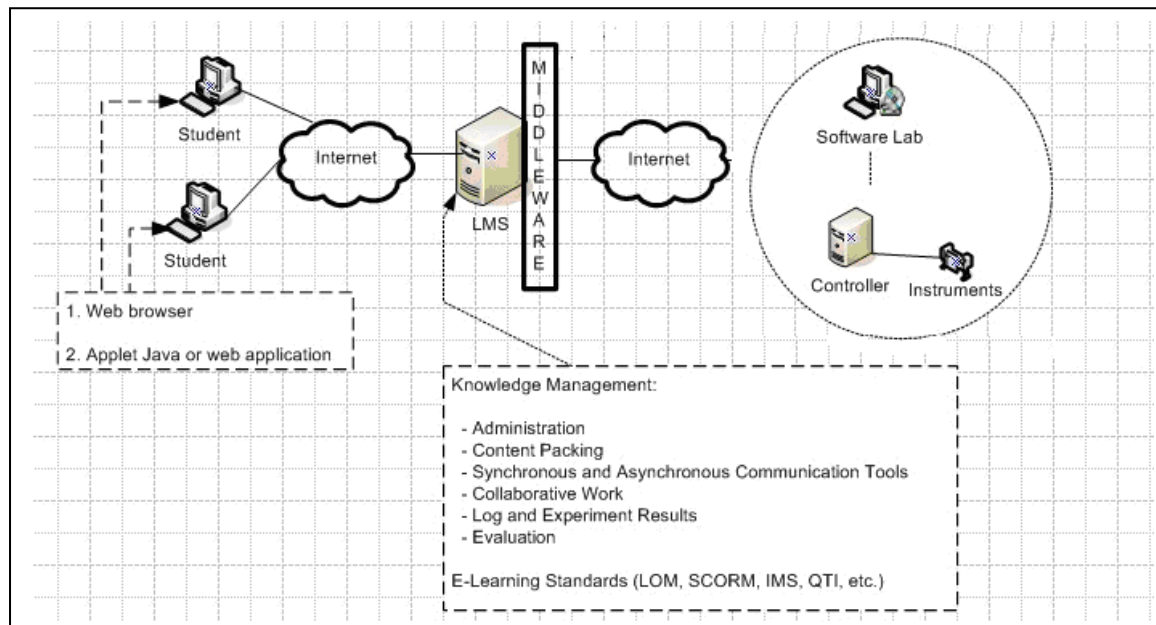 Student
Internet
Student
LMS
MIDDLEWARE
Internet
Software Lab
Controller
Instruments
1. Web browser
2. Applet Java or web application
Knowledge Management:
- Administration
- Content Packing
- Synchronous and Asynchronous Communication Tools
- Collaborative Work
- Log and Experiment Results
- Evaluation
E-Learning Standards (LOM, SCORM, IMS, QTI, etc.)